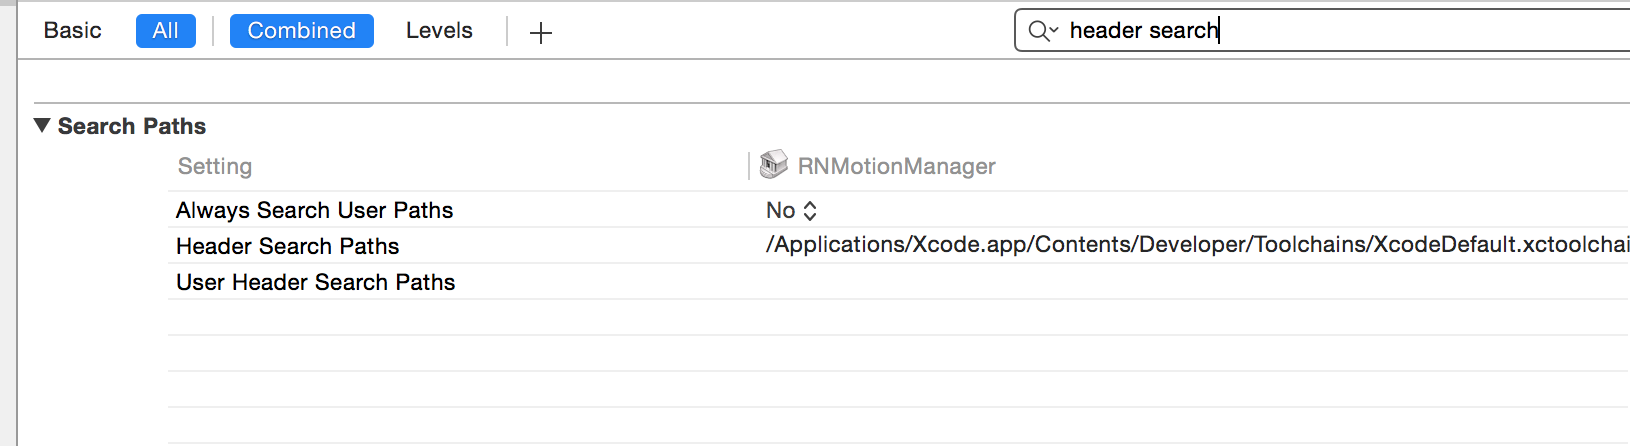 Basic All Combined Levels + header search
Search Paths
Setting RNMotionManager
Always Search User Paths No
Header Search Paths /Applications/Xcode.app/Contents/Developer/Toolchains/XcodeDefault.xctoolchai
User Header Search Paths